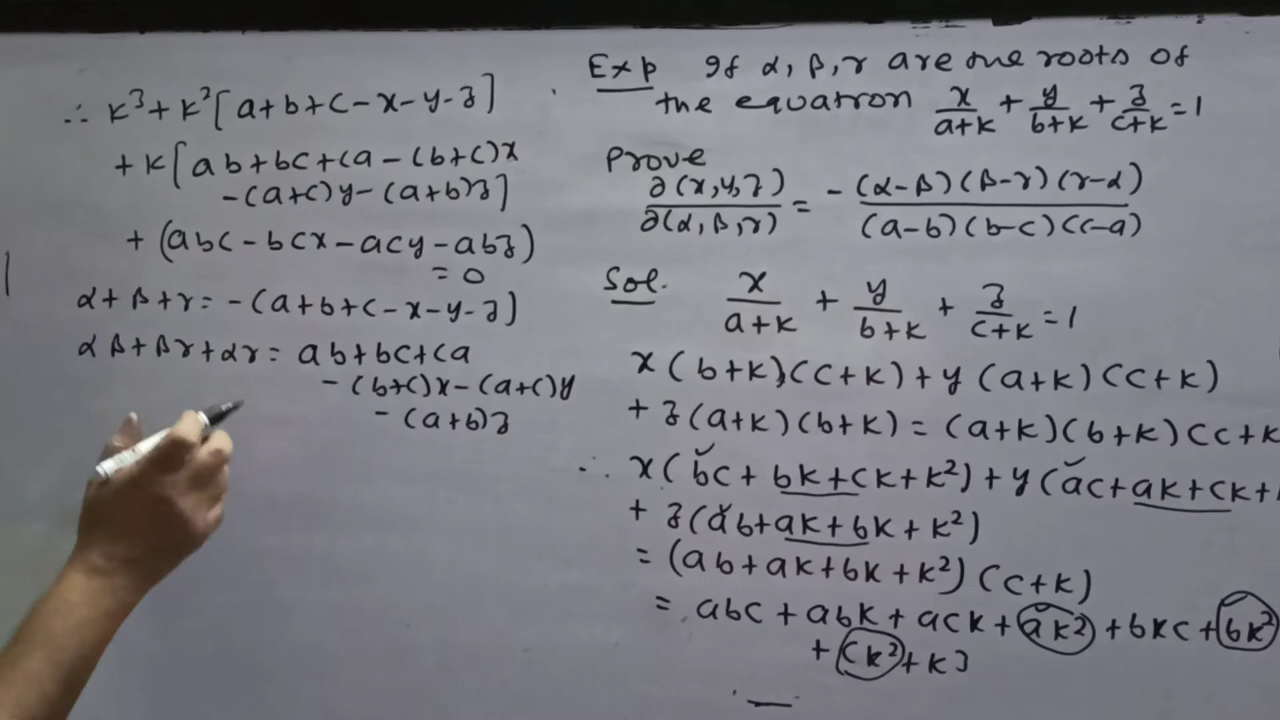 ∴ k³ + k²[a+b+c-x-y-z]
+ k[ab+bc+ca-(b+c)x
-(a+c)y-(a+b)z]
+ (abc-bcx-acy-abz)
= 0
α+β+γ = -(a+b+c-x-y-z)
αβ+βγ+αγ = ab+bc+ca
-(b+c)x-(a+c)y
-(a+b)z
Exp If α, β, γ are the roots of
the equation x/(a+k) + y/(b+k) + z/(c+k) = 1
Prove
∂(x,y,z)/∂(α,β,γ) = - (α-β)(β-γ)(γ-α)/(a-b)(b-c)(c-a)
Sol. x/(a+k) + y/(b+k) + z/(c+k) = 1
x(b+k)(c+k)+y(a+k)(c+k)
+ z(a+k)(b+k) = (a+k)(b+k)(c+k
∴ x(bc+bk+ck+k²)+y(ac+ak+ck+
+ z(ab+ak+bk+k²)
= (ab+ak+bk+k²)(c+k)
= abc+abk+ack+ak²+bkc+bk²
+ck²+k3